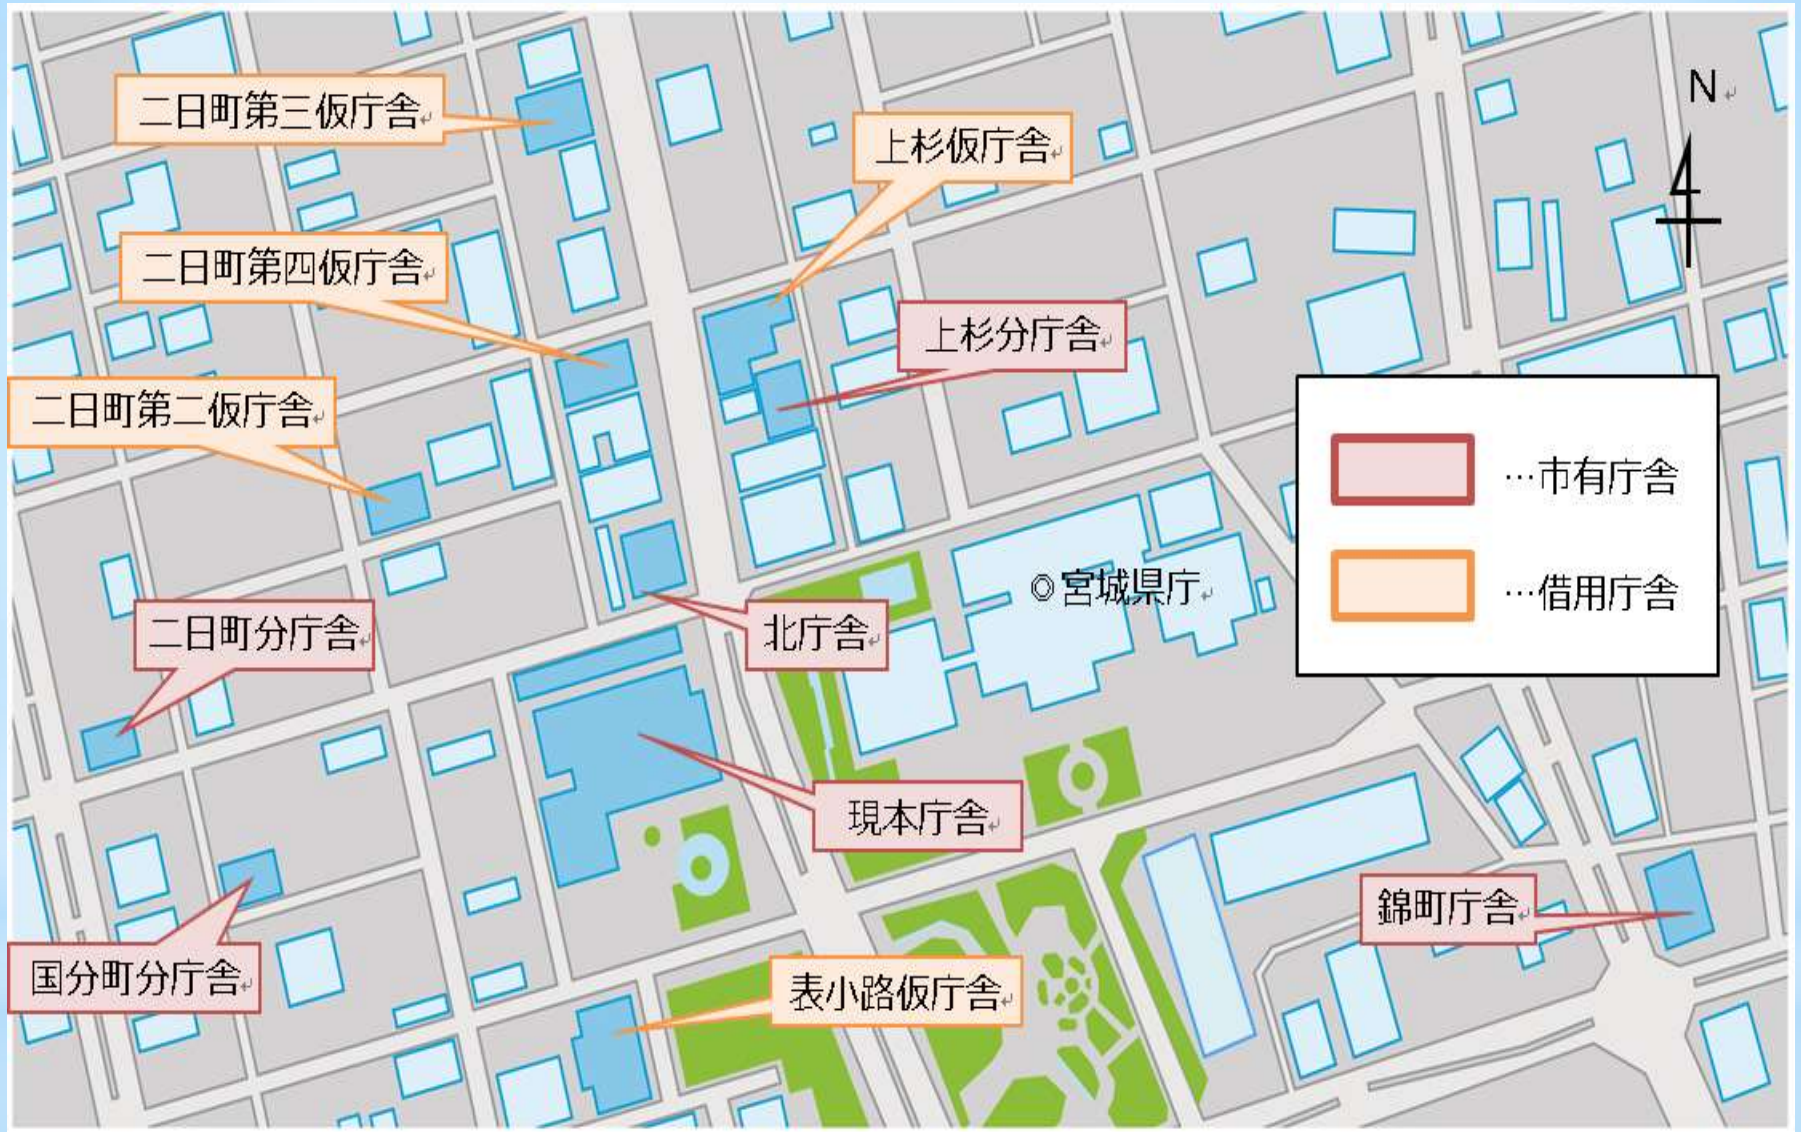 N
二日町第三仮庁舎
上杉仮庁舎
二日町第四仮庁舎
上杉分庁舎
二日町第二仮庁舎
…市有庁舎
…借用庁舎
◎宮城県庁
二日町分庁舎
北庁舎
現本庁舎
錦町庁舎
国分町分庁舎
表小路仮庁舎